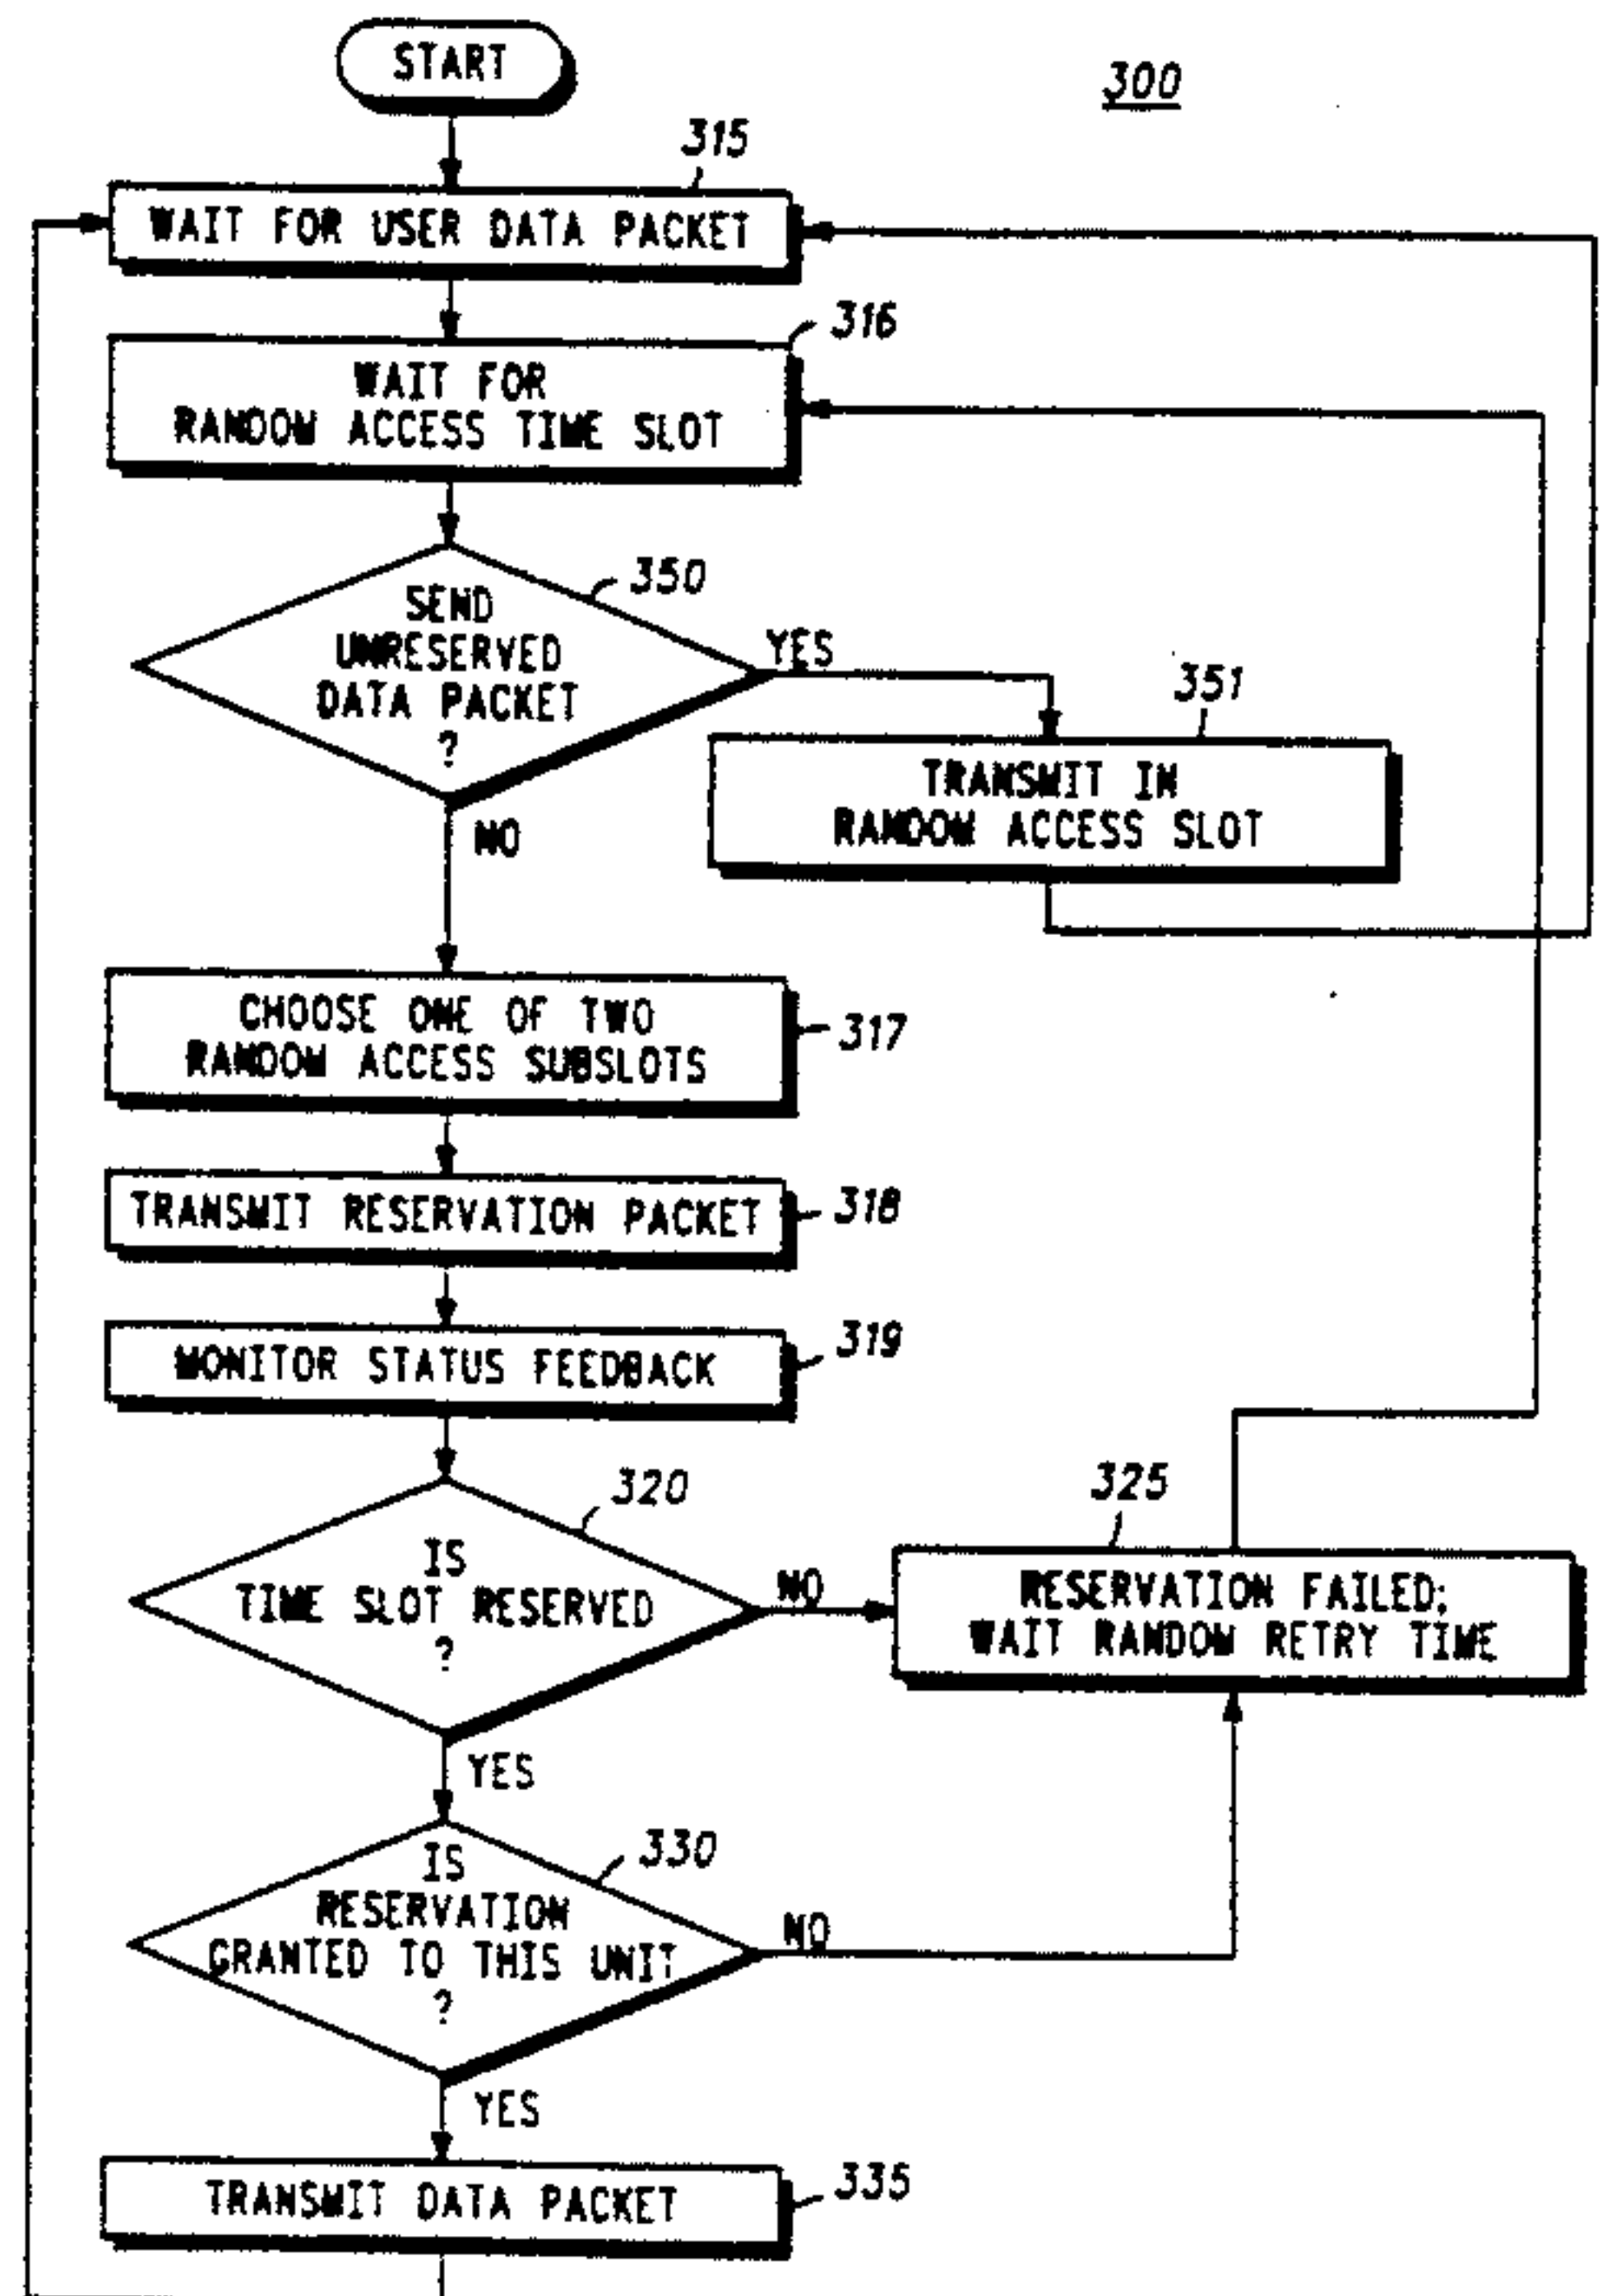 START
300
315
WAIT FOR USER DATA PACKET
316
WAIT FOR
RANDOM ACCESS TIME SLOT
350
SEND
UNRESERVED
DATA PACKET
?
YES
351
TRANSMIT IN
RANDOM ACCESS SLOT
NO
CHOOSE ONE OF TWO
RANDOM ACCESS SUBSLOTS
317
TRANSMIT RESERVATION PACKET
318
MONITOR STATUS FEEDBACK
319
320
IS
TIME SLOT RESERVED
?
NO
325
RESERVATION FAILED;
WAIT RANDOM RETRY TIME
YES
330
IS
RESERVATION
GRANTED TO THIS UNIT
?
NO
YES
TRANSMIT DATA PACKET
335